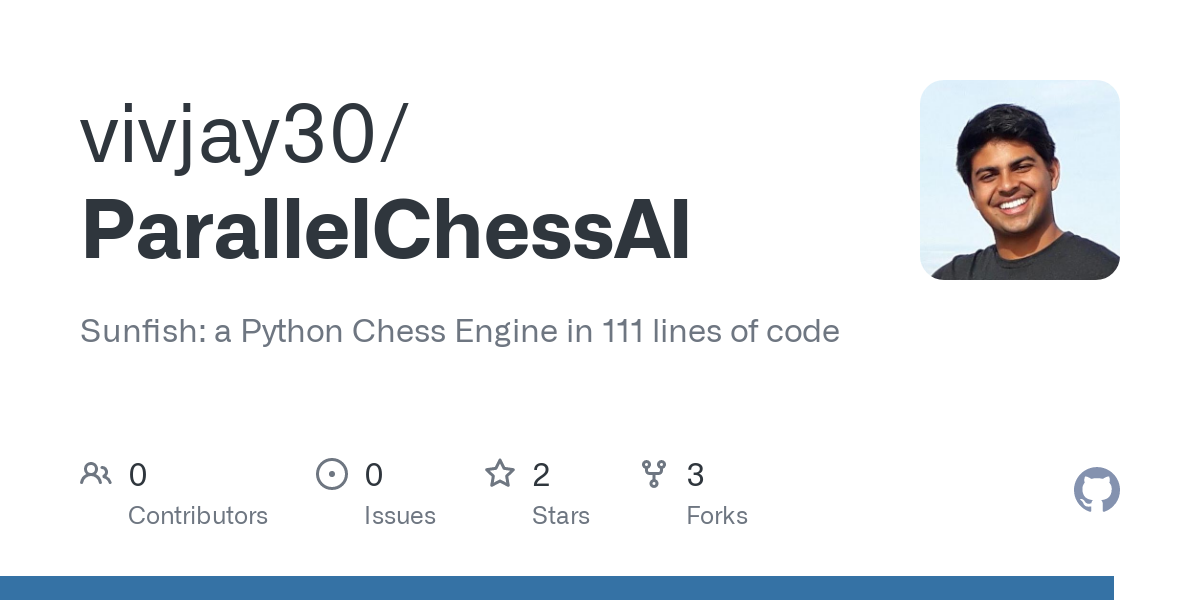 vivjay30/
ParallelChessAI
Sunfish: a Python Chess Engine in 111 lines of code
0 0 2 3
Contributors Issues Stars Forks